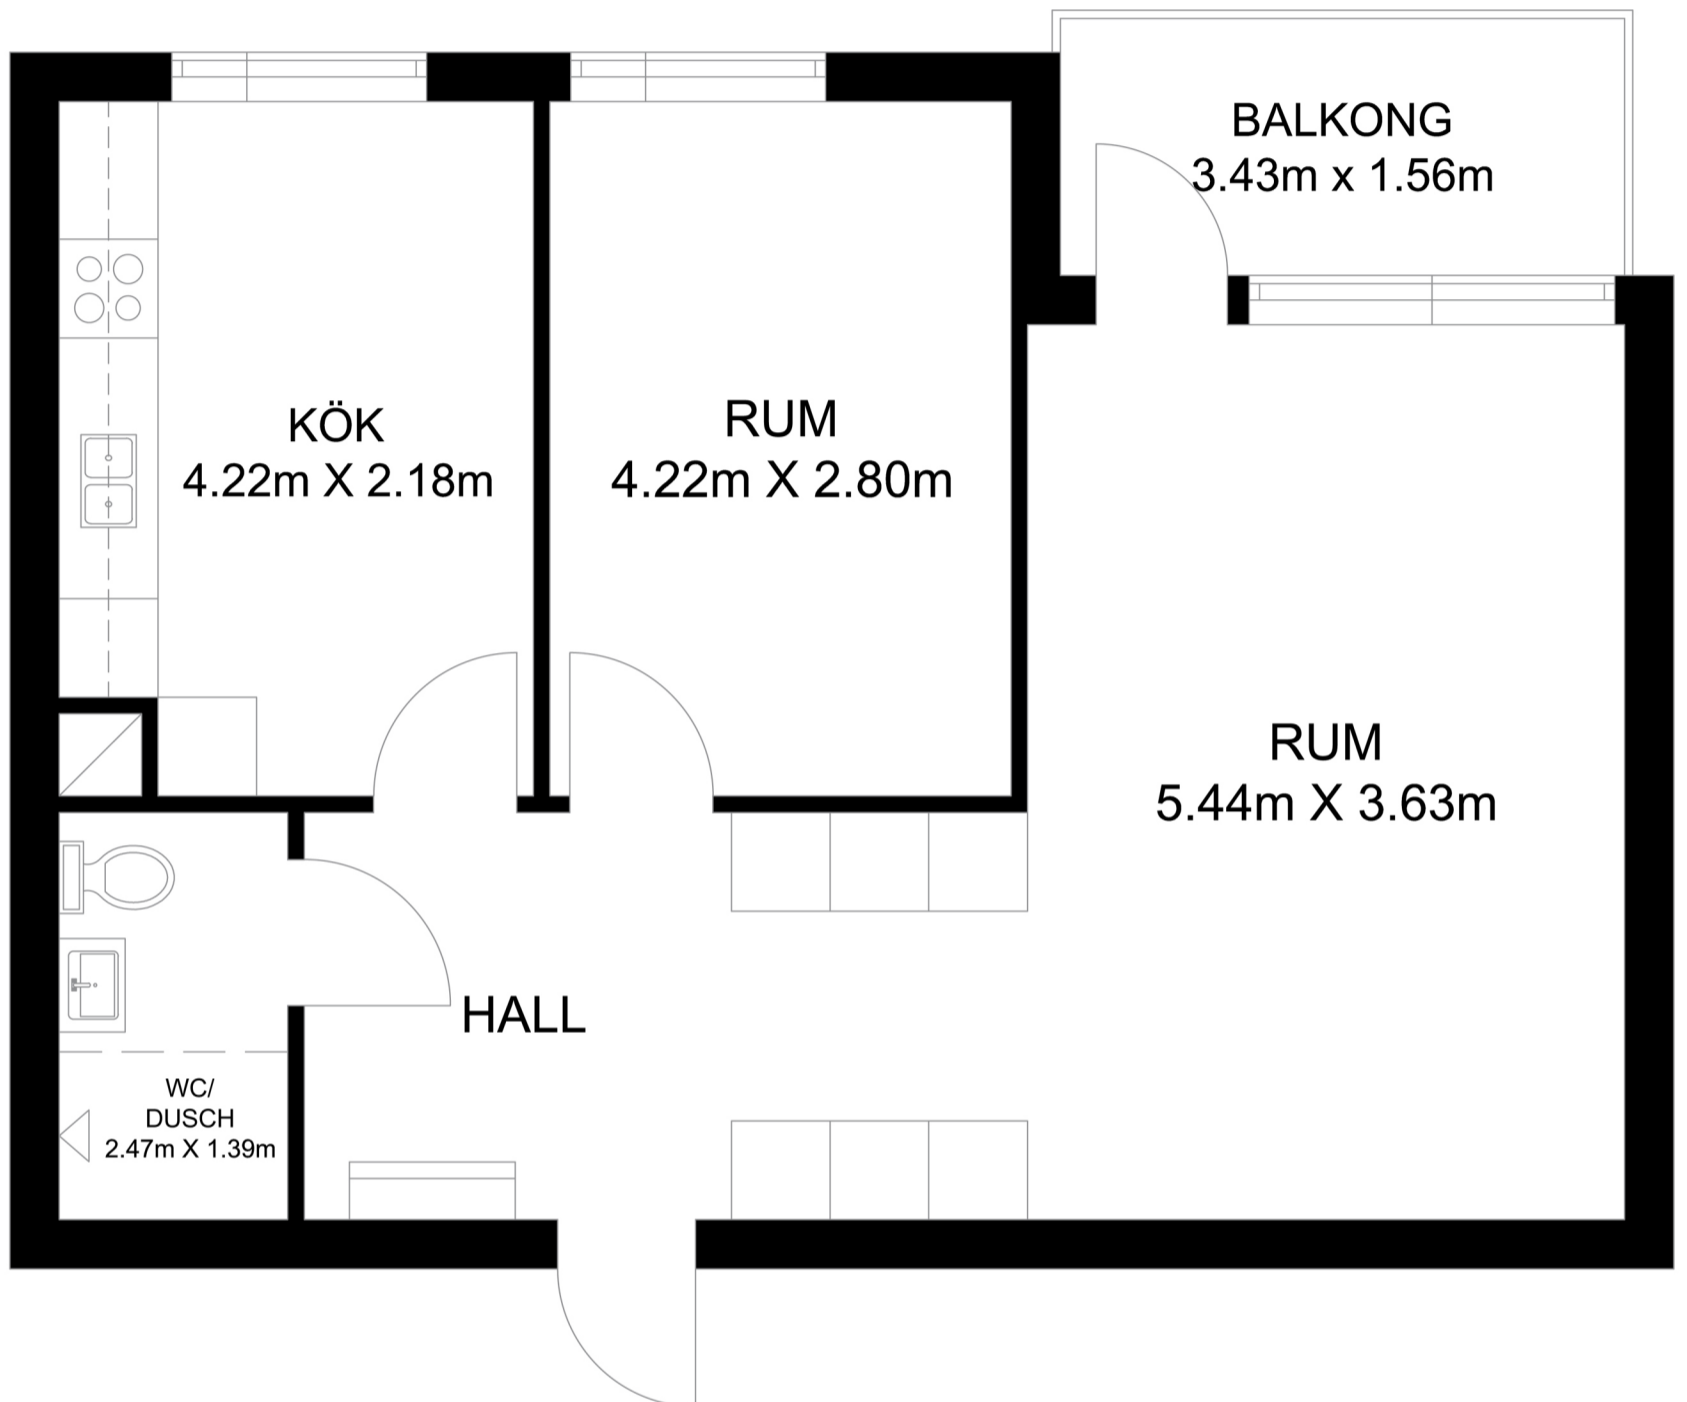 BALKONG
3.43m x 1.56m
KÖK
4.22m X 2.18m
RUM
4.22m X 2.80m
RUM
5.44m X 3.63m
HALL
WC/
DUSCH
2.47m X 1.39m